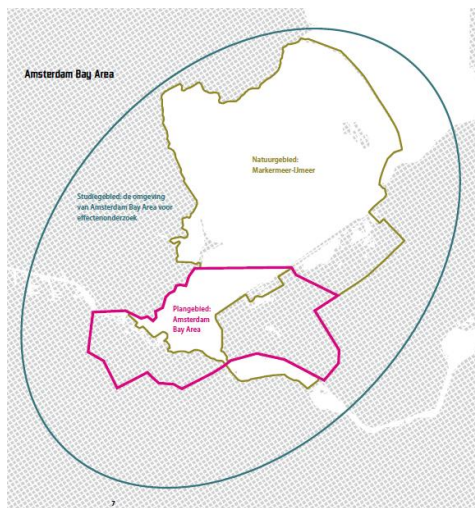 Amsterdam Bay Area
Natuurgebied:
Markermeer-IJmeer
Studiegebied: de omgeving
van Amsterdam Bay Area voor
effectenonderzoek
Plangebied:
Amsterdam
Bay Area
7